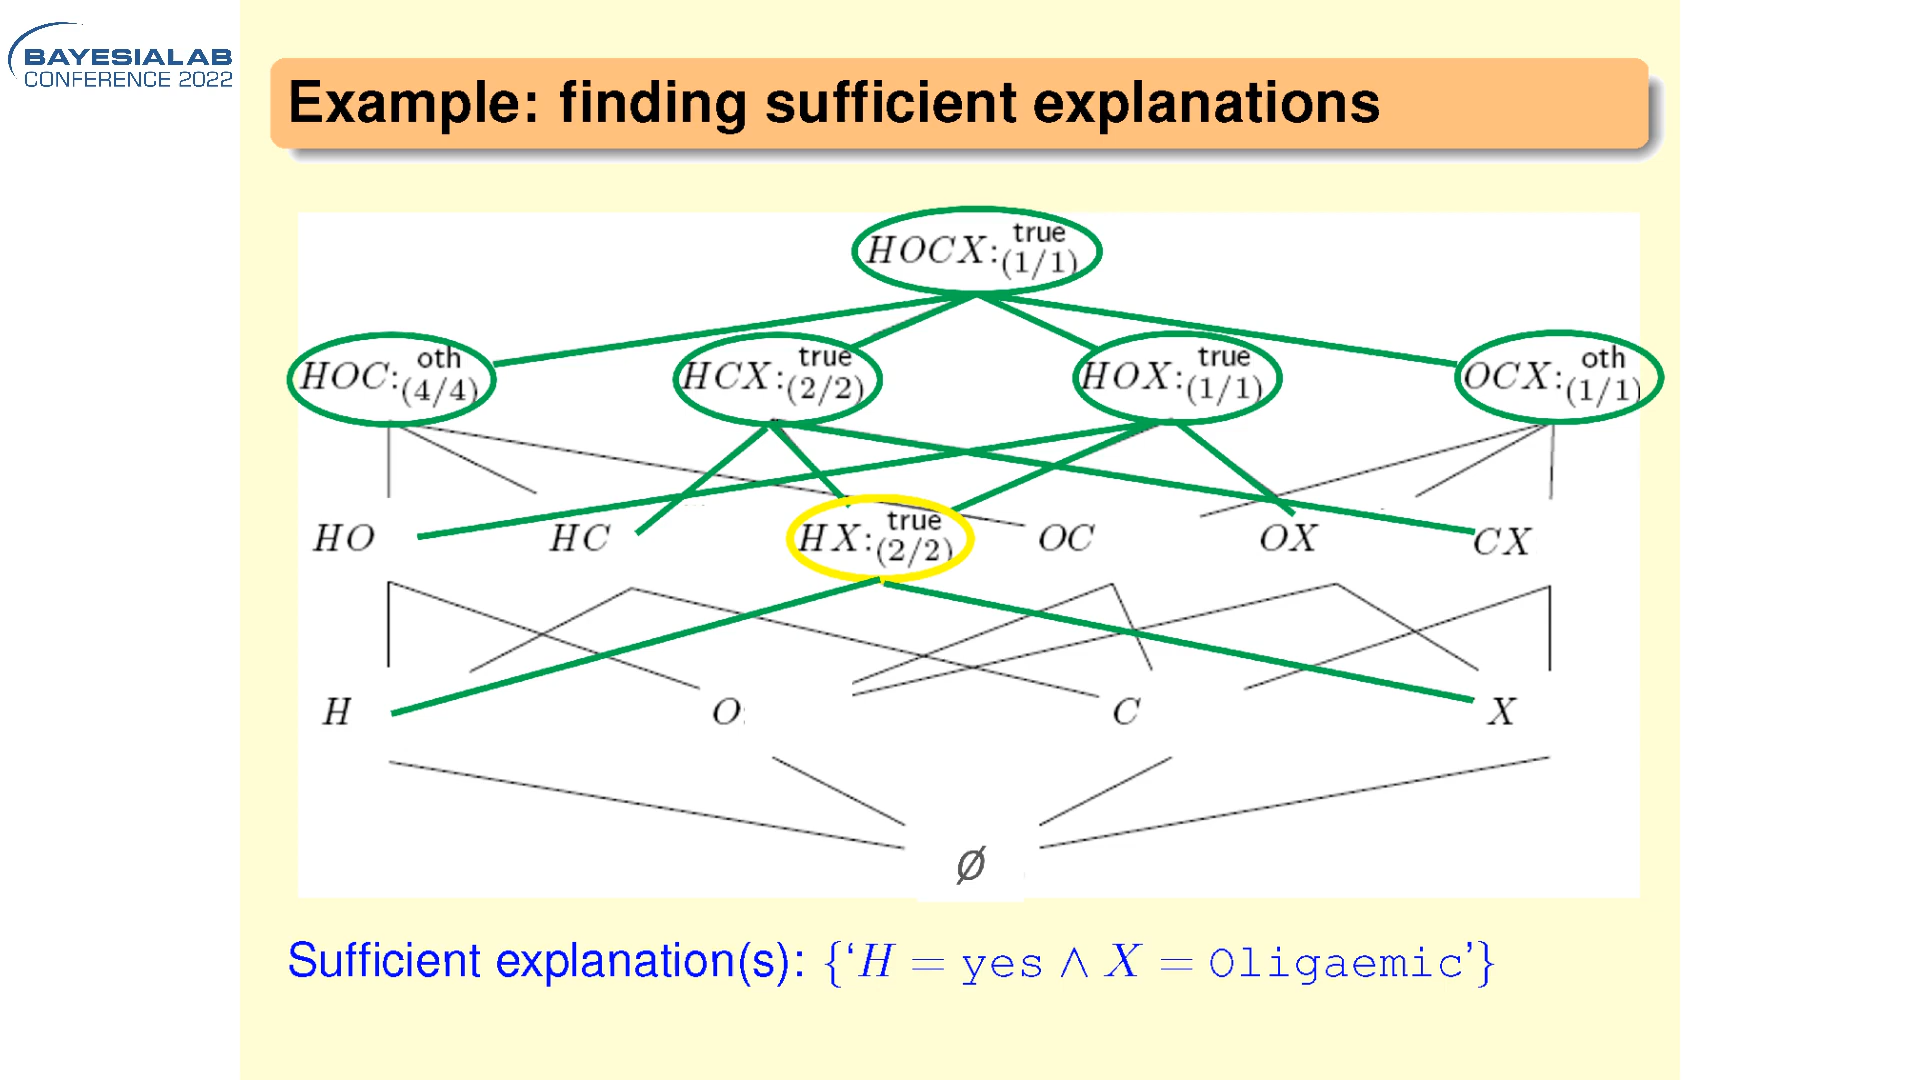 BAYESIALAB
CONFERENCE 2022
Example: finding sufficient explanations
HOCX: true (1/1)
HOC: oth (4/4) HCX: true (2/2) HOX: true (1/1) OCX: oth (1/1)
HO HC HX: true (2/2) OC OX CX
H O C X
∅
Sufficient explanation(s): {‘H = yes ∧ X = Oligaemic’}